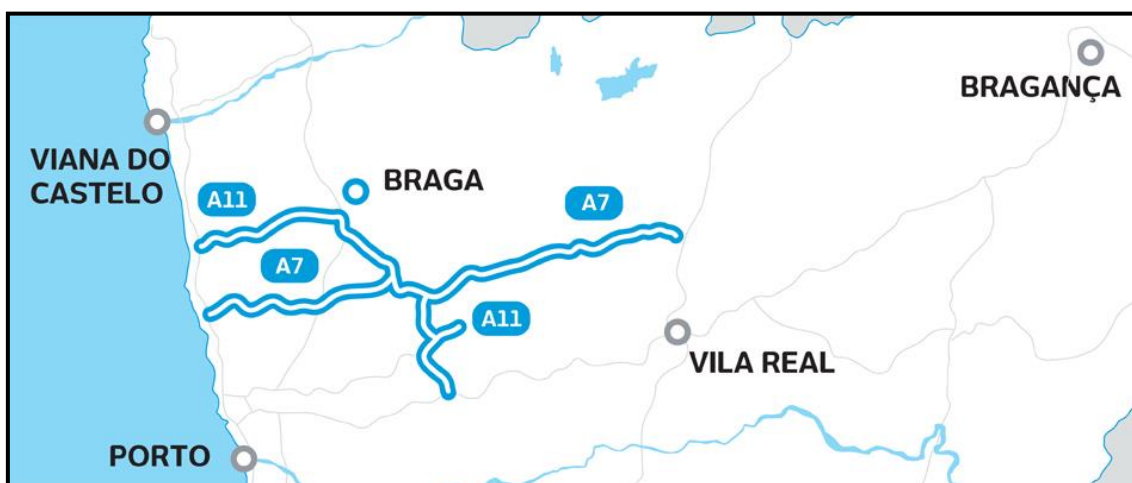 BRAGANÇA
VIANA DO
CASTELO
BRAGA
A11
A7
A7
A11
VILA REAL
PORTO